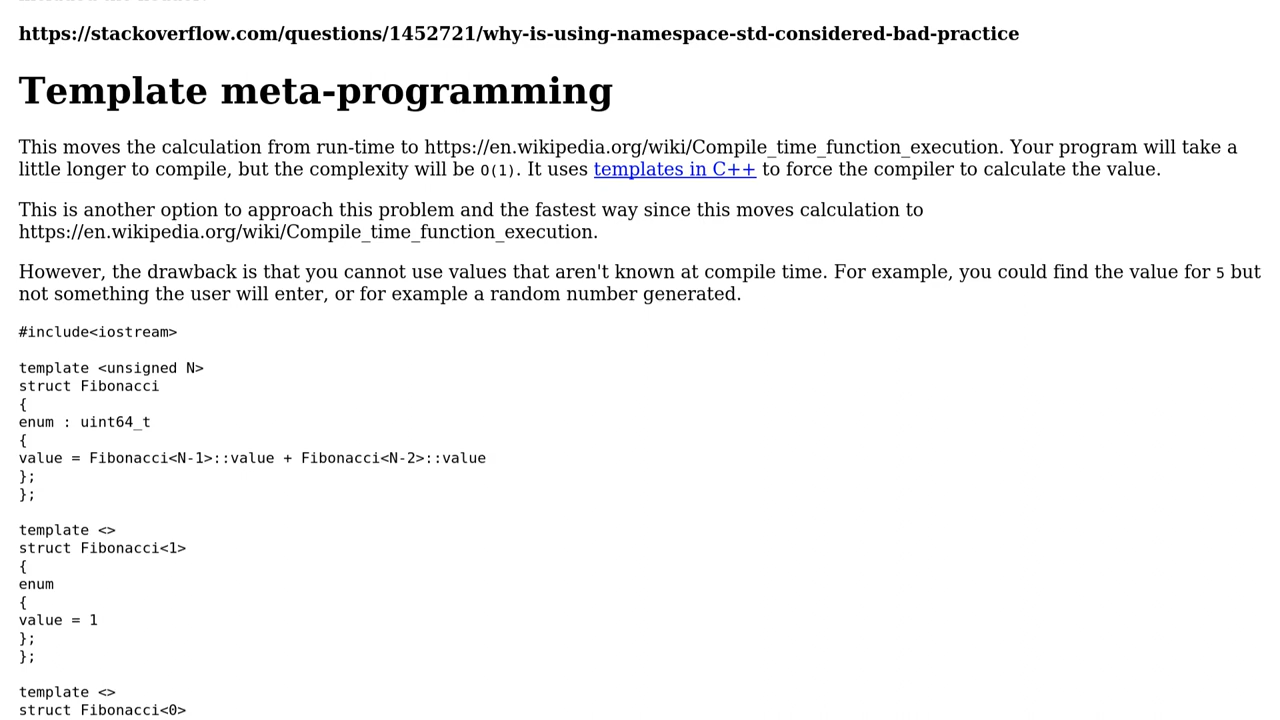 https://stackoverflow.com/questions/1452721/why-is-using-namespace-std-considered-bad-practice
Template meta-programming
This moves the calculation from run-time to https://en.wikipedia.org/wiki/Compile_time_function_execution. Your program will take a
little longer to compile, but the complexity will be O(1). It uses templates in C++ to force the compiler to calculate the value.
This is another option to approach this problem and the fastest way since this moves calculation to
https://en.wikipedia.org/wiki/Compile_time_function_execution.
However, the drawback is that you cannot use values that aren't known at compile time. For example, you could find the value for 5 but
not something the user will enter, or for example a random number generated.
#include<iostream>
template <unsigned N>
struct Fibonacci
{
enum : uint64_t
{
value = Fibonacci<N-1>::value + Fibonacci<N-2>::value
};
};
template <>
struct Fibonacci<1>
{
enum
{
value = 1
};
};
template <>
struct Fibonacci<0>